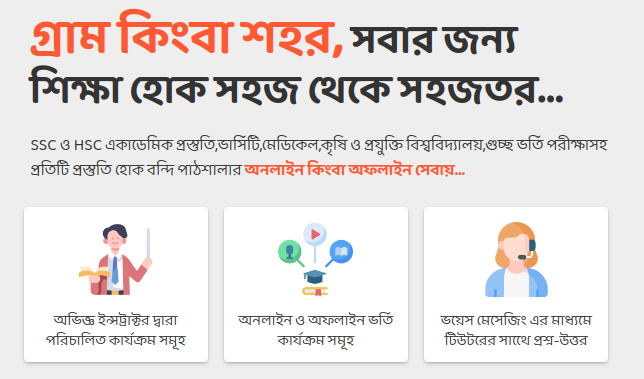 গ্রাম কিংবা শহর, সবার জন্য
শিক্ষা হোক সহজ থেকে সহজতর...
SSC ও HSC একাডেমিক প্রস্তুতি,ভার্সিটি,মেডিকেল,কৃষি ও প্রযুক্তি বিশ্ববিদ্যালয়,গুচ্ছ ভর্তি পরীক্ষাসহ
প্রতিটি প্রস্তুতি হোক বন্দি পাঠশালার অনলাইন কিংবা অফলাইন সেবায়...
অভিজ্ঞ ইন্সট্রাক্টর দ্বারা
পরিচালিত কার্যক্রম সমূহ
অনলাইন ও অফলাইন ভর্তি
কার্যক্রম সমূহ
ভয়েস মেসেজিং এর মাধ্যমে
টিউটরের সাথে প্রশ্ন-উত্তর